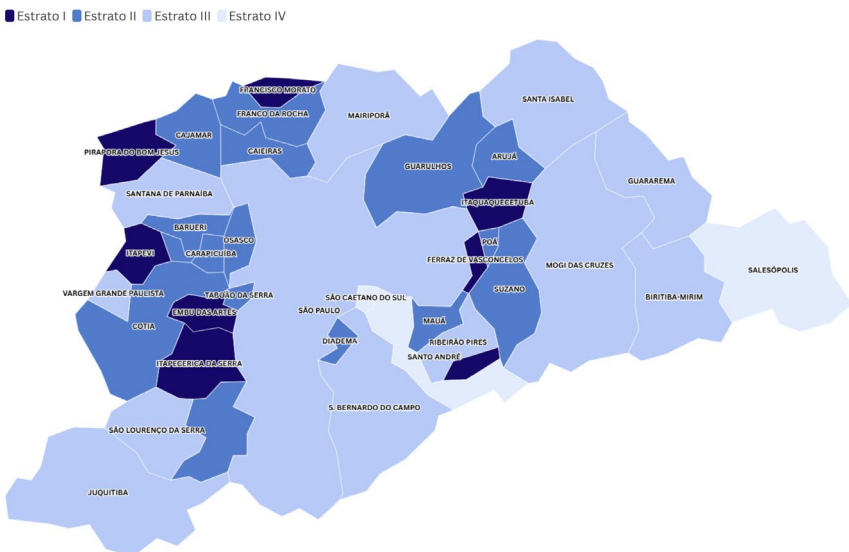 Estrato I Estrato II Estrato III Estrato IV
FRANCISCO MORATO
SANTA ISABEL
FRANCO DA ROCHA
MAIRIPORÃ
CAJAMAR
PIRAPORA DO BOM JESUS
CAIEIRAS
ARUJÁ
GUARULHOS
GUARAREMA
SANTANA DE PARNAÍBA
ITAQUAQUECETUBA
BARUERI
OSASCO
POÁ
ITAPEVI
CARAPICUÍBA
FERRAZ DE VASCONCELOS
MOGI DAS CRUZES
SALESÓPOLIS
SUZANO
VARGEM GRANDE PAULISTA
TABOÃO DA SERRA
SÃO CAETANO DO SUL
BIRITIBA-MIRIM
EMBU DAS ARTES
SÃO PAULO
MAUÁ
COTIA
DIADEMA
RIBEIRÃO PIRES
SANTO ANDRÉ
ITAPECERICA DA SERRA
S. BERNARDO DO CAMPO
SÃO LOURENÇO DA SERRA
JUQUITIBA